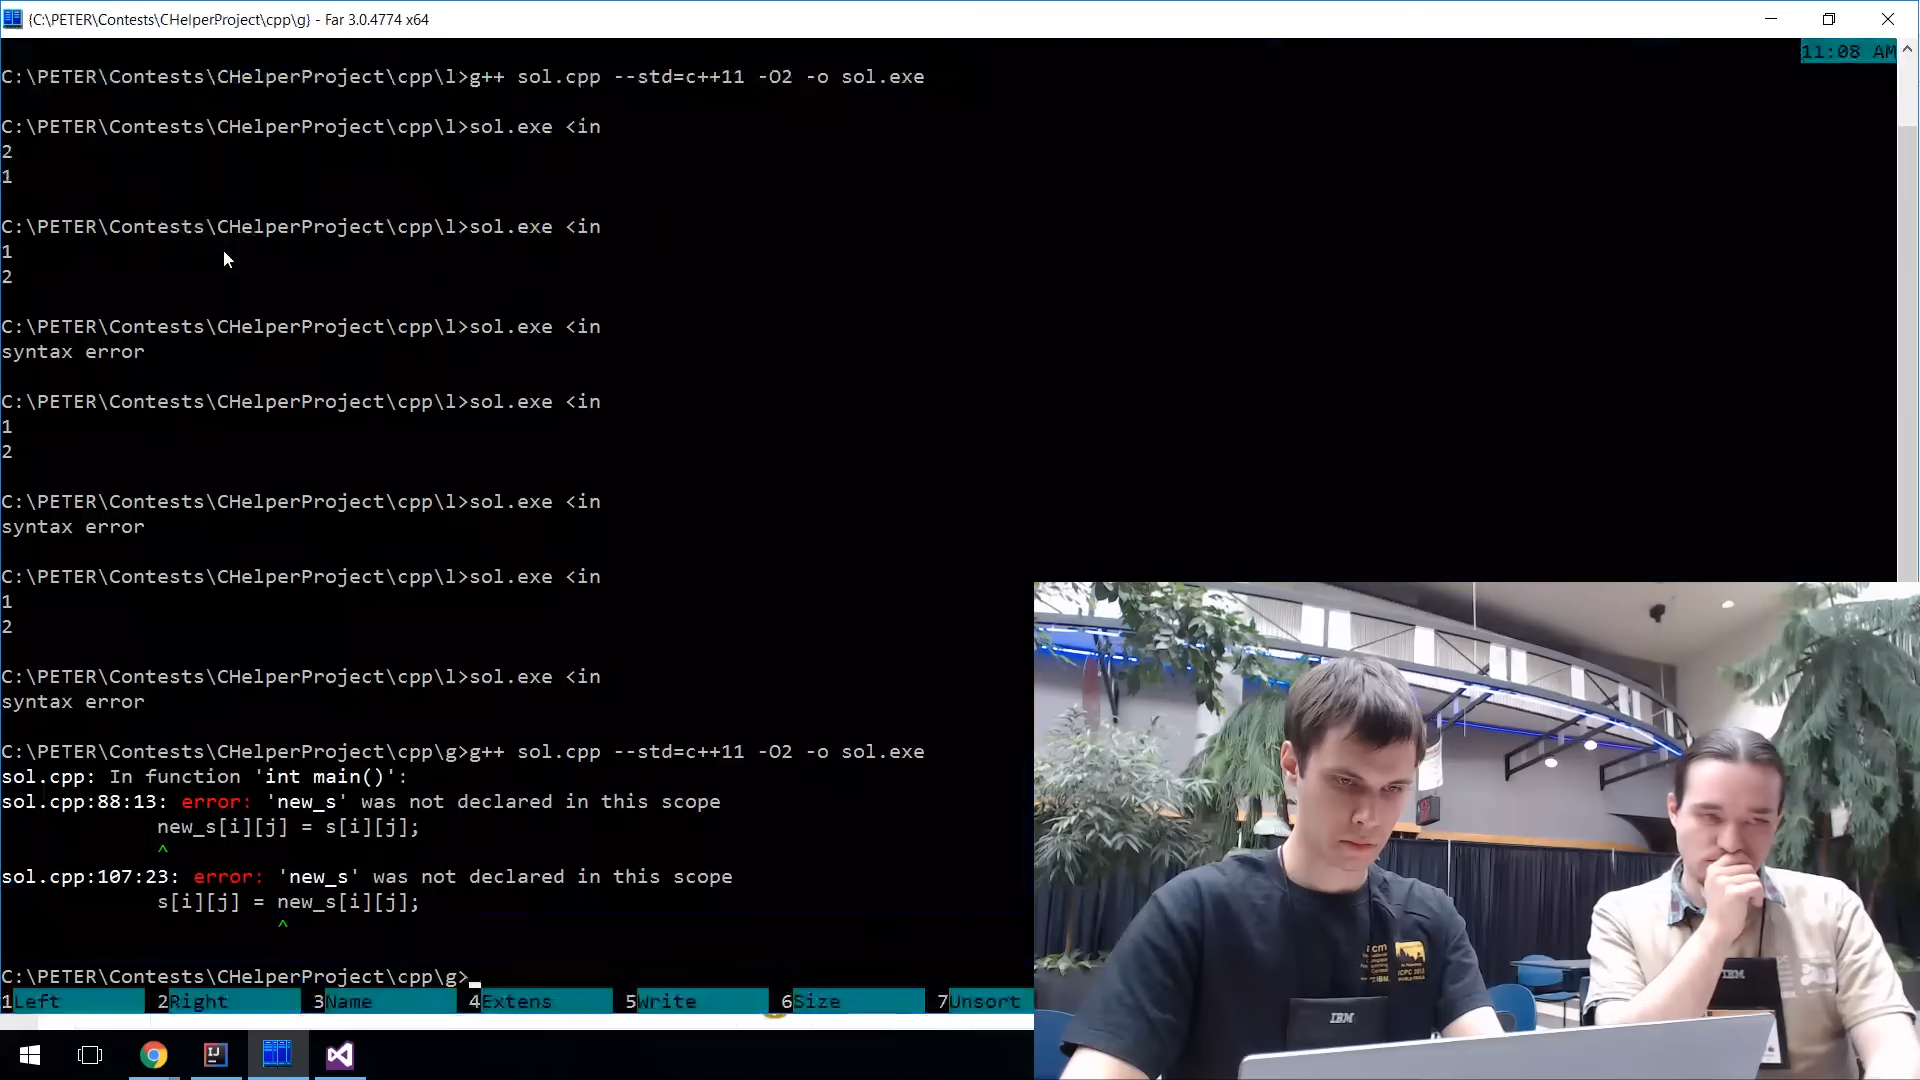 {C:\PETER\Contests\CHelperProject\cpp\g} - Far 3.0.4774 x64
11:08 AM
C:\PETER\Contests\CHelperProject\cpp\l>g++ sol.cpp --std=c++11 -O2 -o sol.exe
C:\PETER\Contests\CHelperProject\cpp\l>sol.exe <in
2
1
C:\PETER\Contests\CHelperProject\cpp\l>sol.exe <in
1
2
C:\PETER\Contests\CHelperProject\cpp\l>sol.exe <in
syntax error
C:\PETER\Contests\CHelperProject\cpp\l>sol.exe <in
1
2
C:\PETER\Contests\CHelperProject\cpp\l>sol.exe <in
syntax error
C:\PETER\Contests\CHelperProject\cpp\l>sol.exe <in
1
2
C:\PETER\Contests\CHelperProject\cpp\l>sol.exe <in
syntax error
C:\PETER\Contests\CHelperProject\cpp\g>g++ sol.cpp --std=c++11 -O2 -o sol.exe
sol.cpp: In function 'int main()':
sol.cpp:88:13: error: 'new_s' was not declared in this scope
new_s[i][j] = s[i][j];
^
sol.cpp:107:23: error: 'new_s' was not declared in this scope
s[i][j] = new_s[i][j];
^
C:\PETER\Contests\CHelperProject\cpp\g>
1Left 2Right 3Name 4Extens 5Write 6Size 7Unsort
IJ
acm
ICPC 2013
IBM
IBM